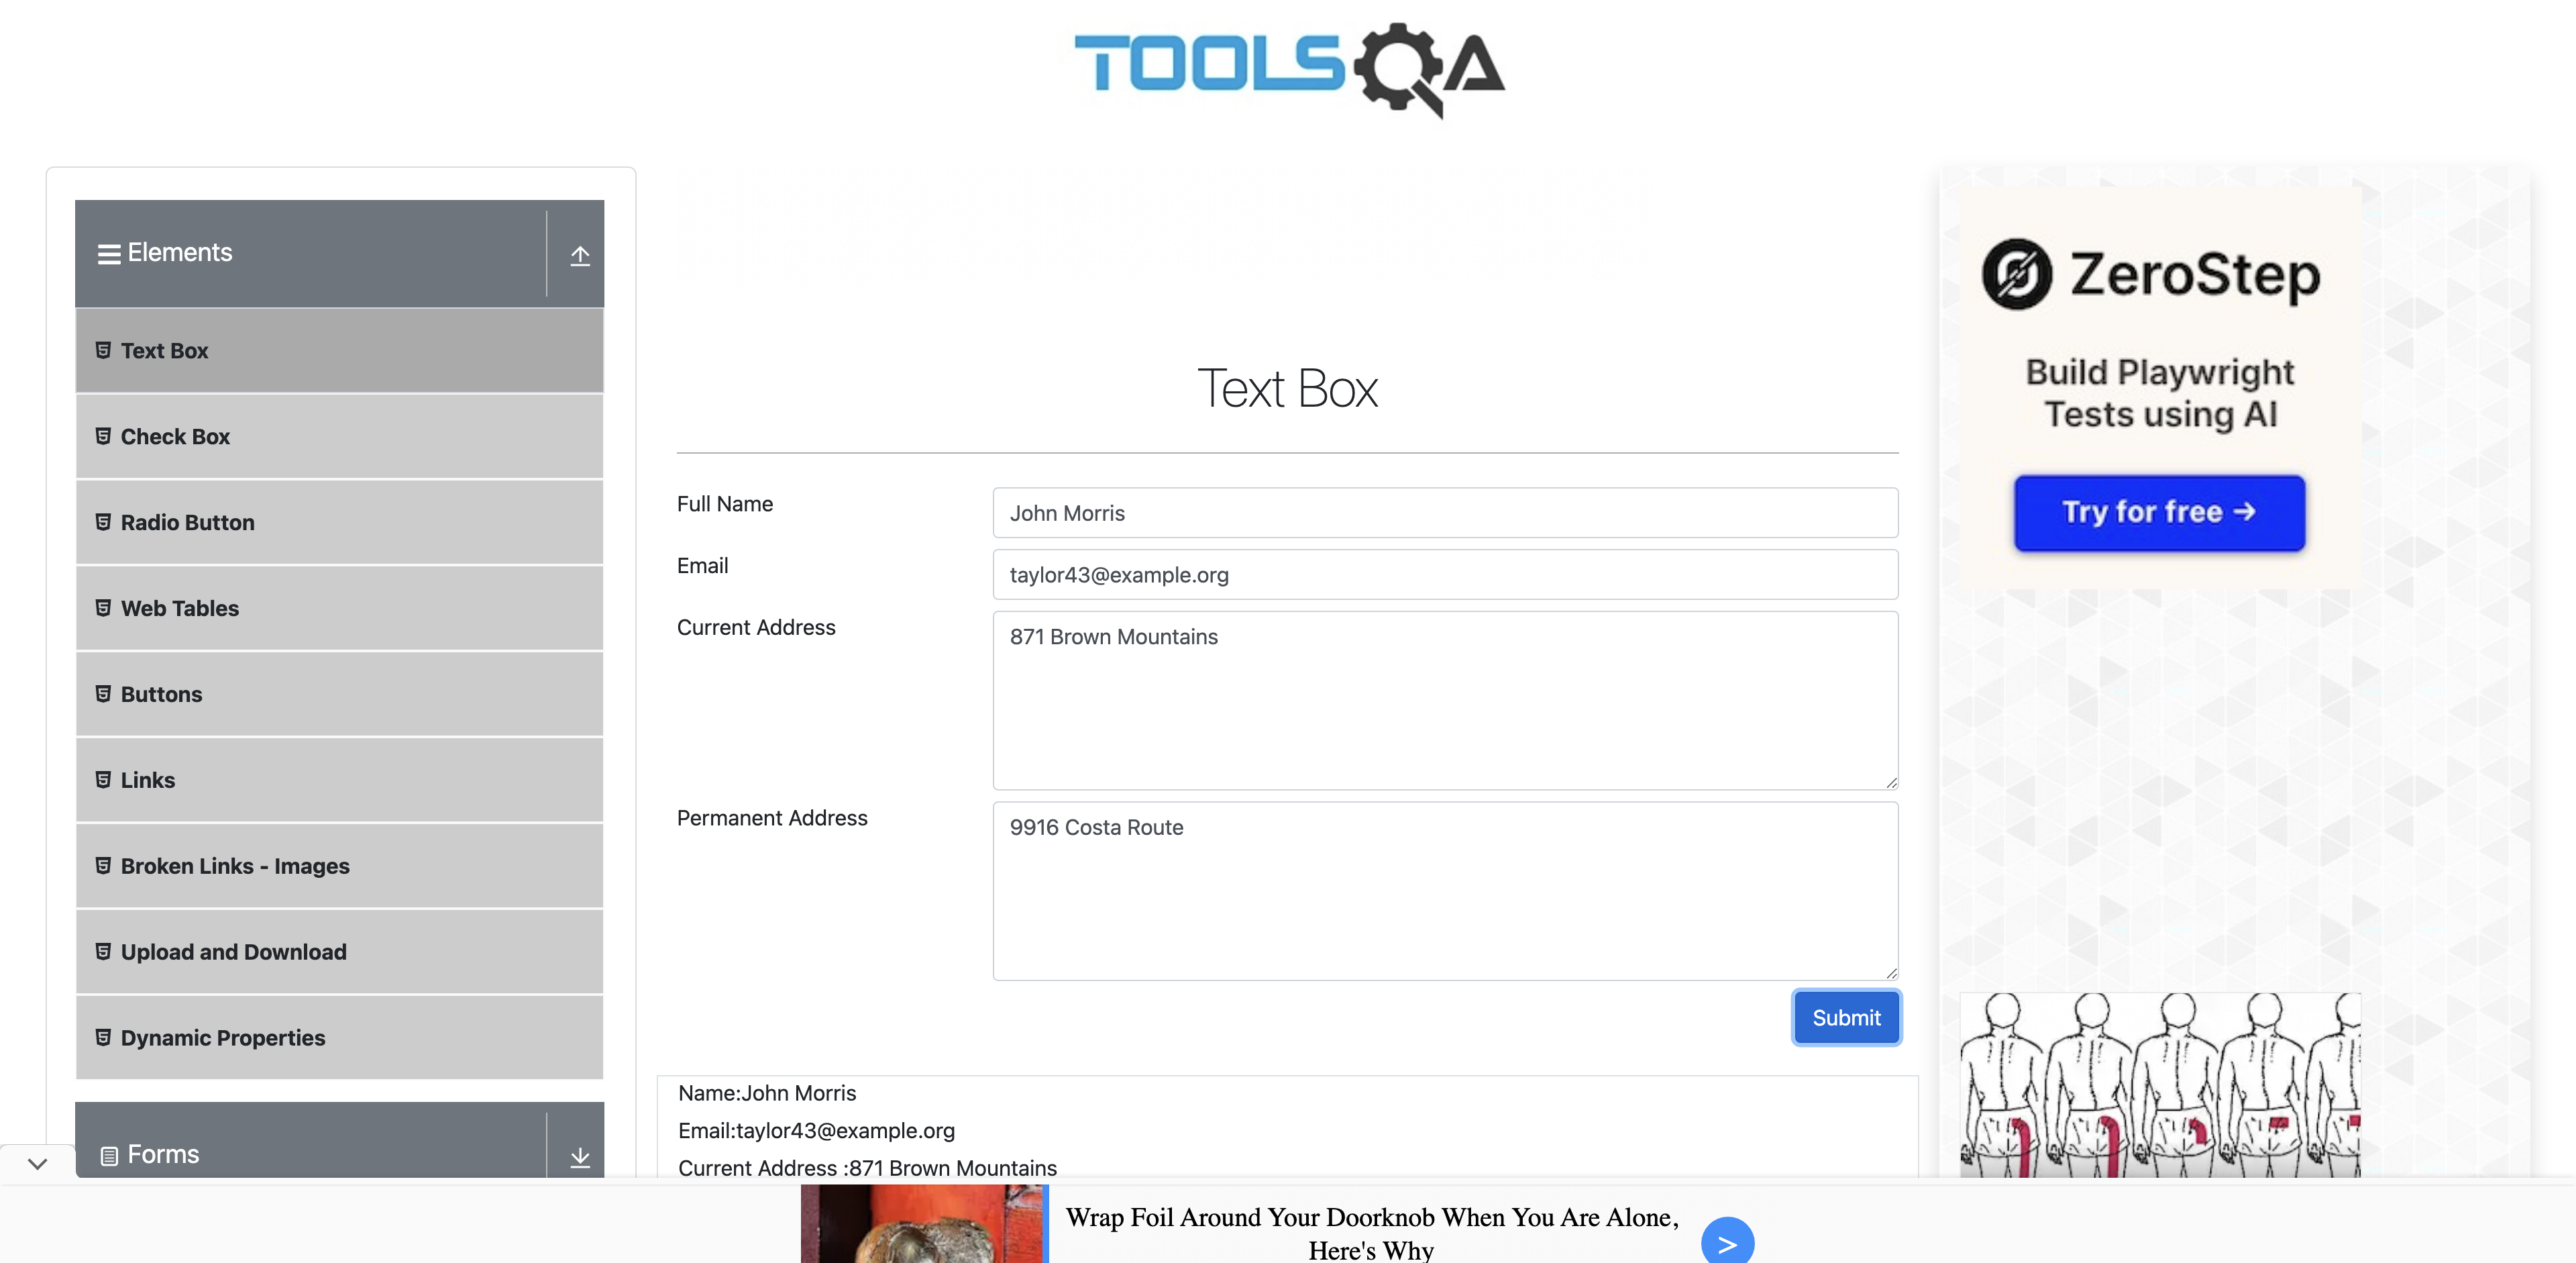 TOOLSQA
Elements
Text Box
Check Box
Radio Button
Web Tables
Buttons
Links
Broken Links - Images
Upload and Download
Dynamic Properties
Forms
Text Box
Full Name
John Morris
Email
taylor43@example.org
Current Address
871 Brown Mountains
Permanent Address
9916 Costa Route
Submit
Name:John Morris
Email:taylor43@example.org
Current Address :871 Brown Mountains
ZeroStep
Build Playwright
Tests using AI
Try for free →
Wrap Foil Around Your Doorknob When You Are Alone,
Here's Why
>